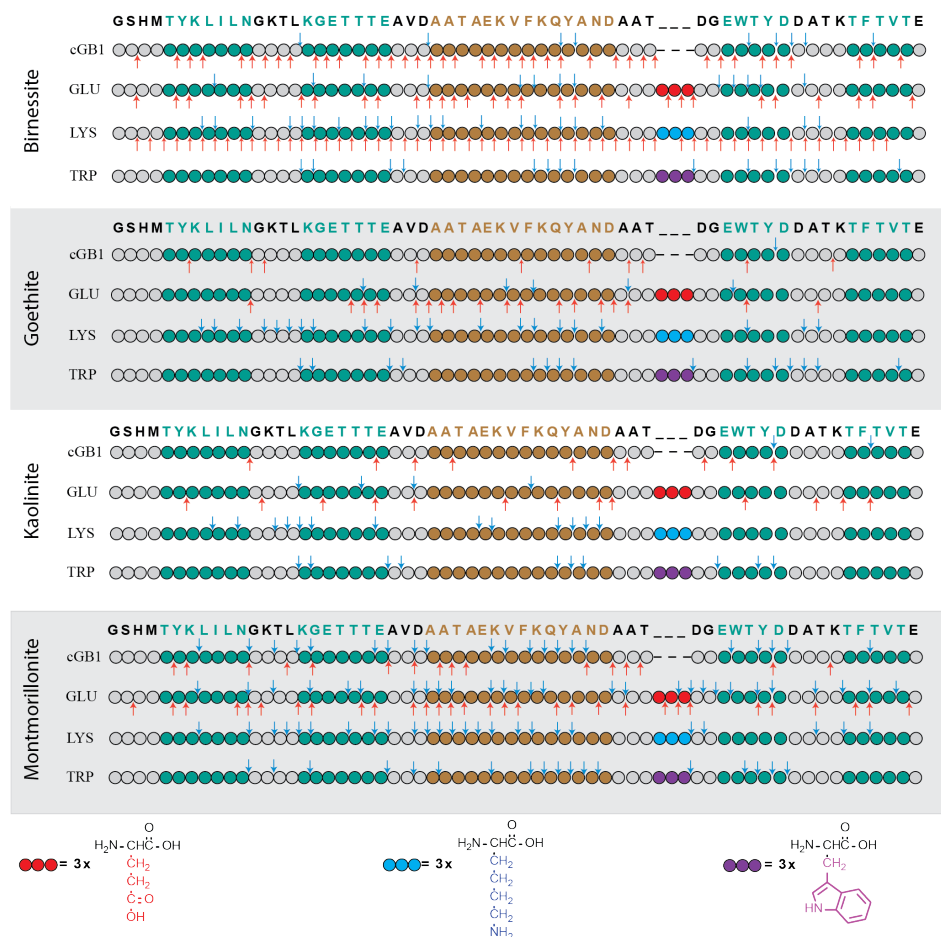 GSHMTYKLILNGKTLKGETTTEAVDAATAEKVFKQYANDAAT___DGEWTYDDATKTFTVTE
Birnessite
cGB1
GLU
LYS
TRP
GSHMTYKLILNGKTLKGETTTEAVDAATAEKVFKQYANDAAT___DGEWTYDDATKTFTVTE
Goethite
cGB1
GLU
LYS
TRP
GSHMTYKLILNGKTLKGETTTEAVDAATAEKVFKQYANDAAT___DGEWTYDDATKTFTVTE
Kaolinite
cGB1
GLU
LYS
TRP
GSHMTYKLILNGKTLKGETTTEAVDAATAEKVFKQYANDAAT___DGEWTYDDATKTFTVTE
Montmorillonite
cGB1
GLU
LYS
TRP
= 3x
H2N-CHC-OH
O
CH2
CH2
C=O
OH
= 3x
H2N-CHC-OH
O
CH2
CH2
CH2
CH2
NH2
= 3x
H2N-CHC-OH
O
CH2
HN